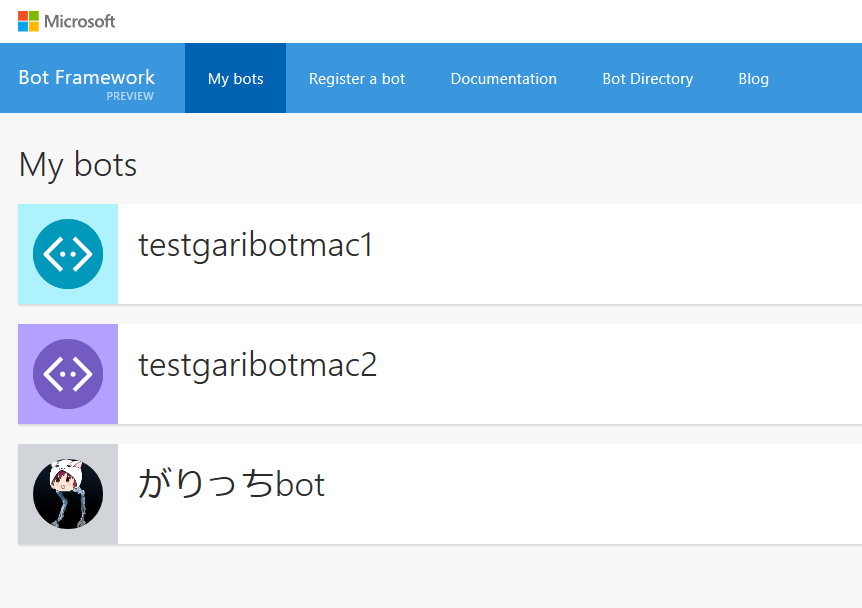 Microsoft
Bot Framework My bots Register a bot Documentation Bot Directory Blog
PREVIEW
My bots
testgaribotmac1
testgaribotmac2
がりっちbot